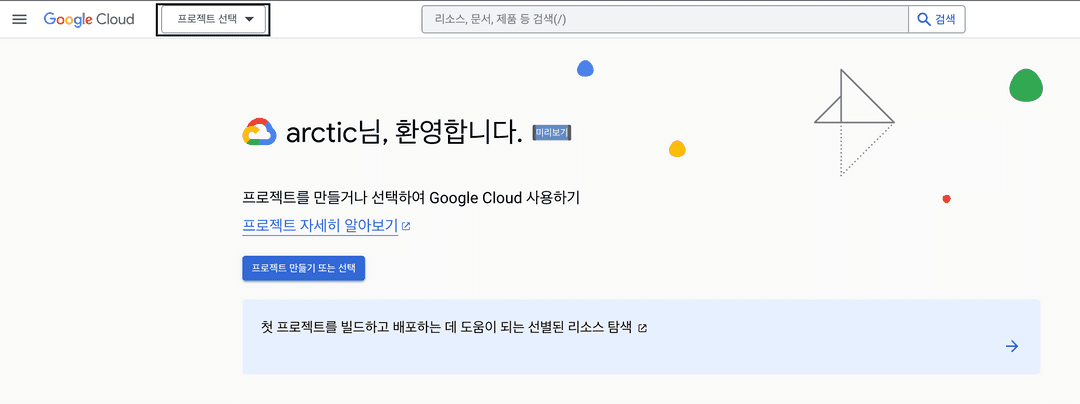 Google Cloud
프로젝트 선택
리소스, 문서, 제품 등 검색(/)
검색
arctic님, 환영합니다.
미리보기
프로젝트를 만들거나 선택하여 Google Cloud 사용하기
프로젝트 자세히 알아보기
프로젝트 만들기 또는 선택
첫 프로젝트를 빌드하고 배포하는 데 도움이 되는 선별된 리소스 탐색